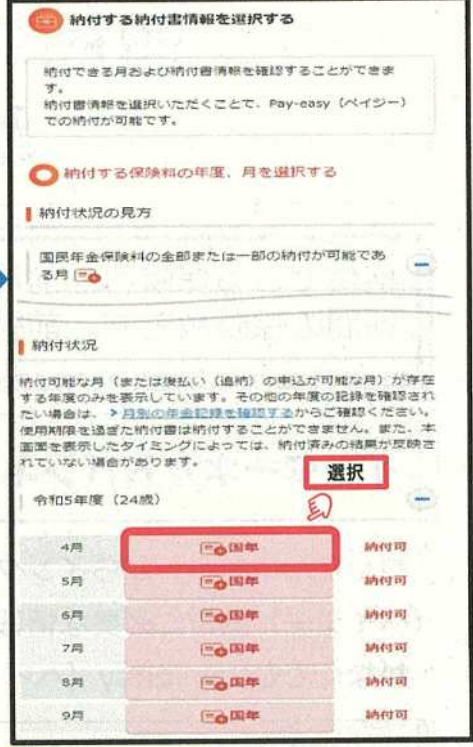 納付する納付書情報を選択する
納付できる月および納付書情報を確認することができま
す。
納付書情報を選択いただくことで、Pay-easy（ペイジー）
での納付が可能です。
納付する保険料の年度、月を選択する
納付状況の見方
国民年金保険料の全部または一部の納付が可能であ
る月
納付状況
納付可能な月（または後払い（追納）の申込が可能な月）が存在
する年度のみを表示しています。その他の年度の記録を確認され
たい場合は、 > 月別の年金記録を確認するからご確認ください。
使用期限を過ぎた納付書は納付することができません。また、本
画面を表示したタイミングによっては、納付済みの結果が反映さ
れていない場合があります。
選択
令和5年度（24歳）
4月 国年 納付可
5月 国年 納付可
6月 国年 納付可
7月 国年 納付可
8月 国年 納付可
9月 国年 納付可